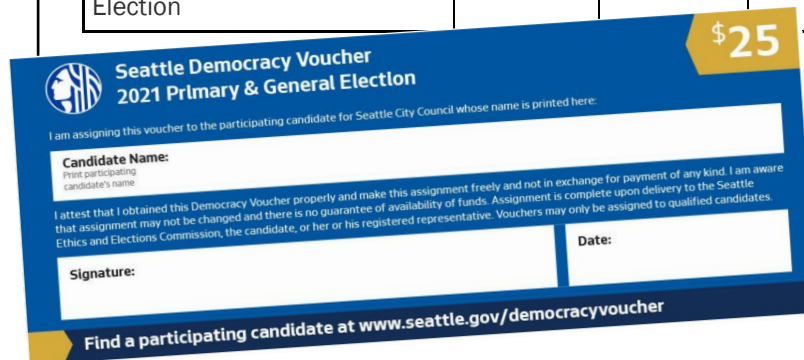 Election
Seattle Democracy Voucher
2021 Primary & General Election
$25
I am assigning this voucher to the participating candidate for Seattle City Council whose name is printed here:
Candidate Name:
Print participating
candidate's name
I attest that I obtained this Democracy Voucher properly and make this assignment freely and not in exchange for payment of any kind. I am aware
that assignment may not be changed and there is no guarantee of availability of funds. Assignment is complete upon delivery to the Seattle
Ethics and Elections Commission, the candidate, or her or his registered representative. Vouchers may only be assigned to qualified candidates.
Signature:
Date:
Find a participating candidate at www.seattle.gov/democracyvoucher